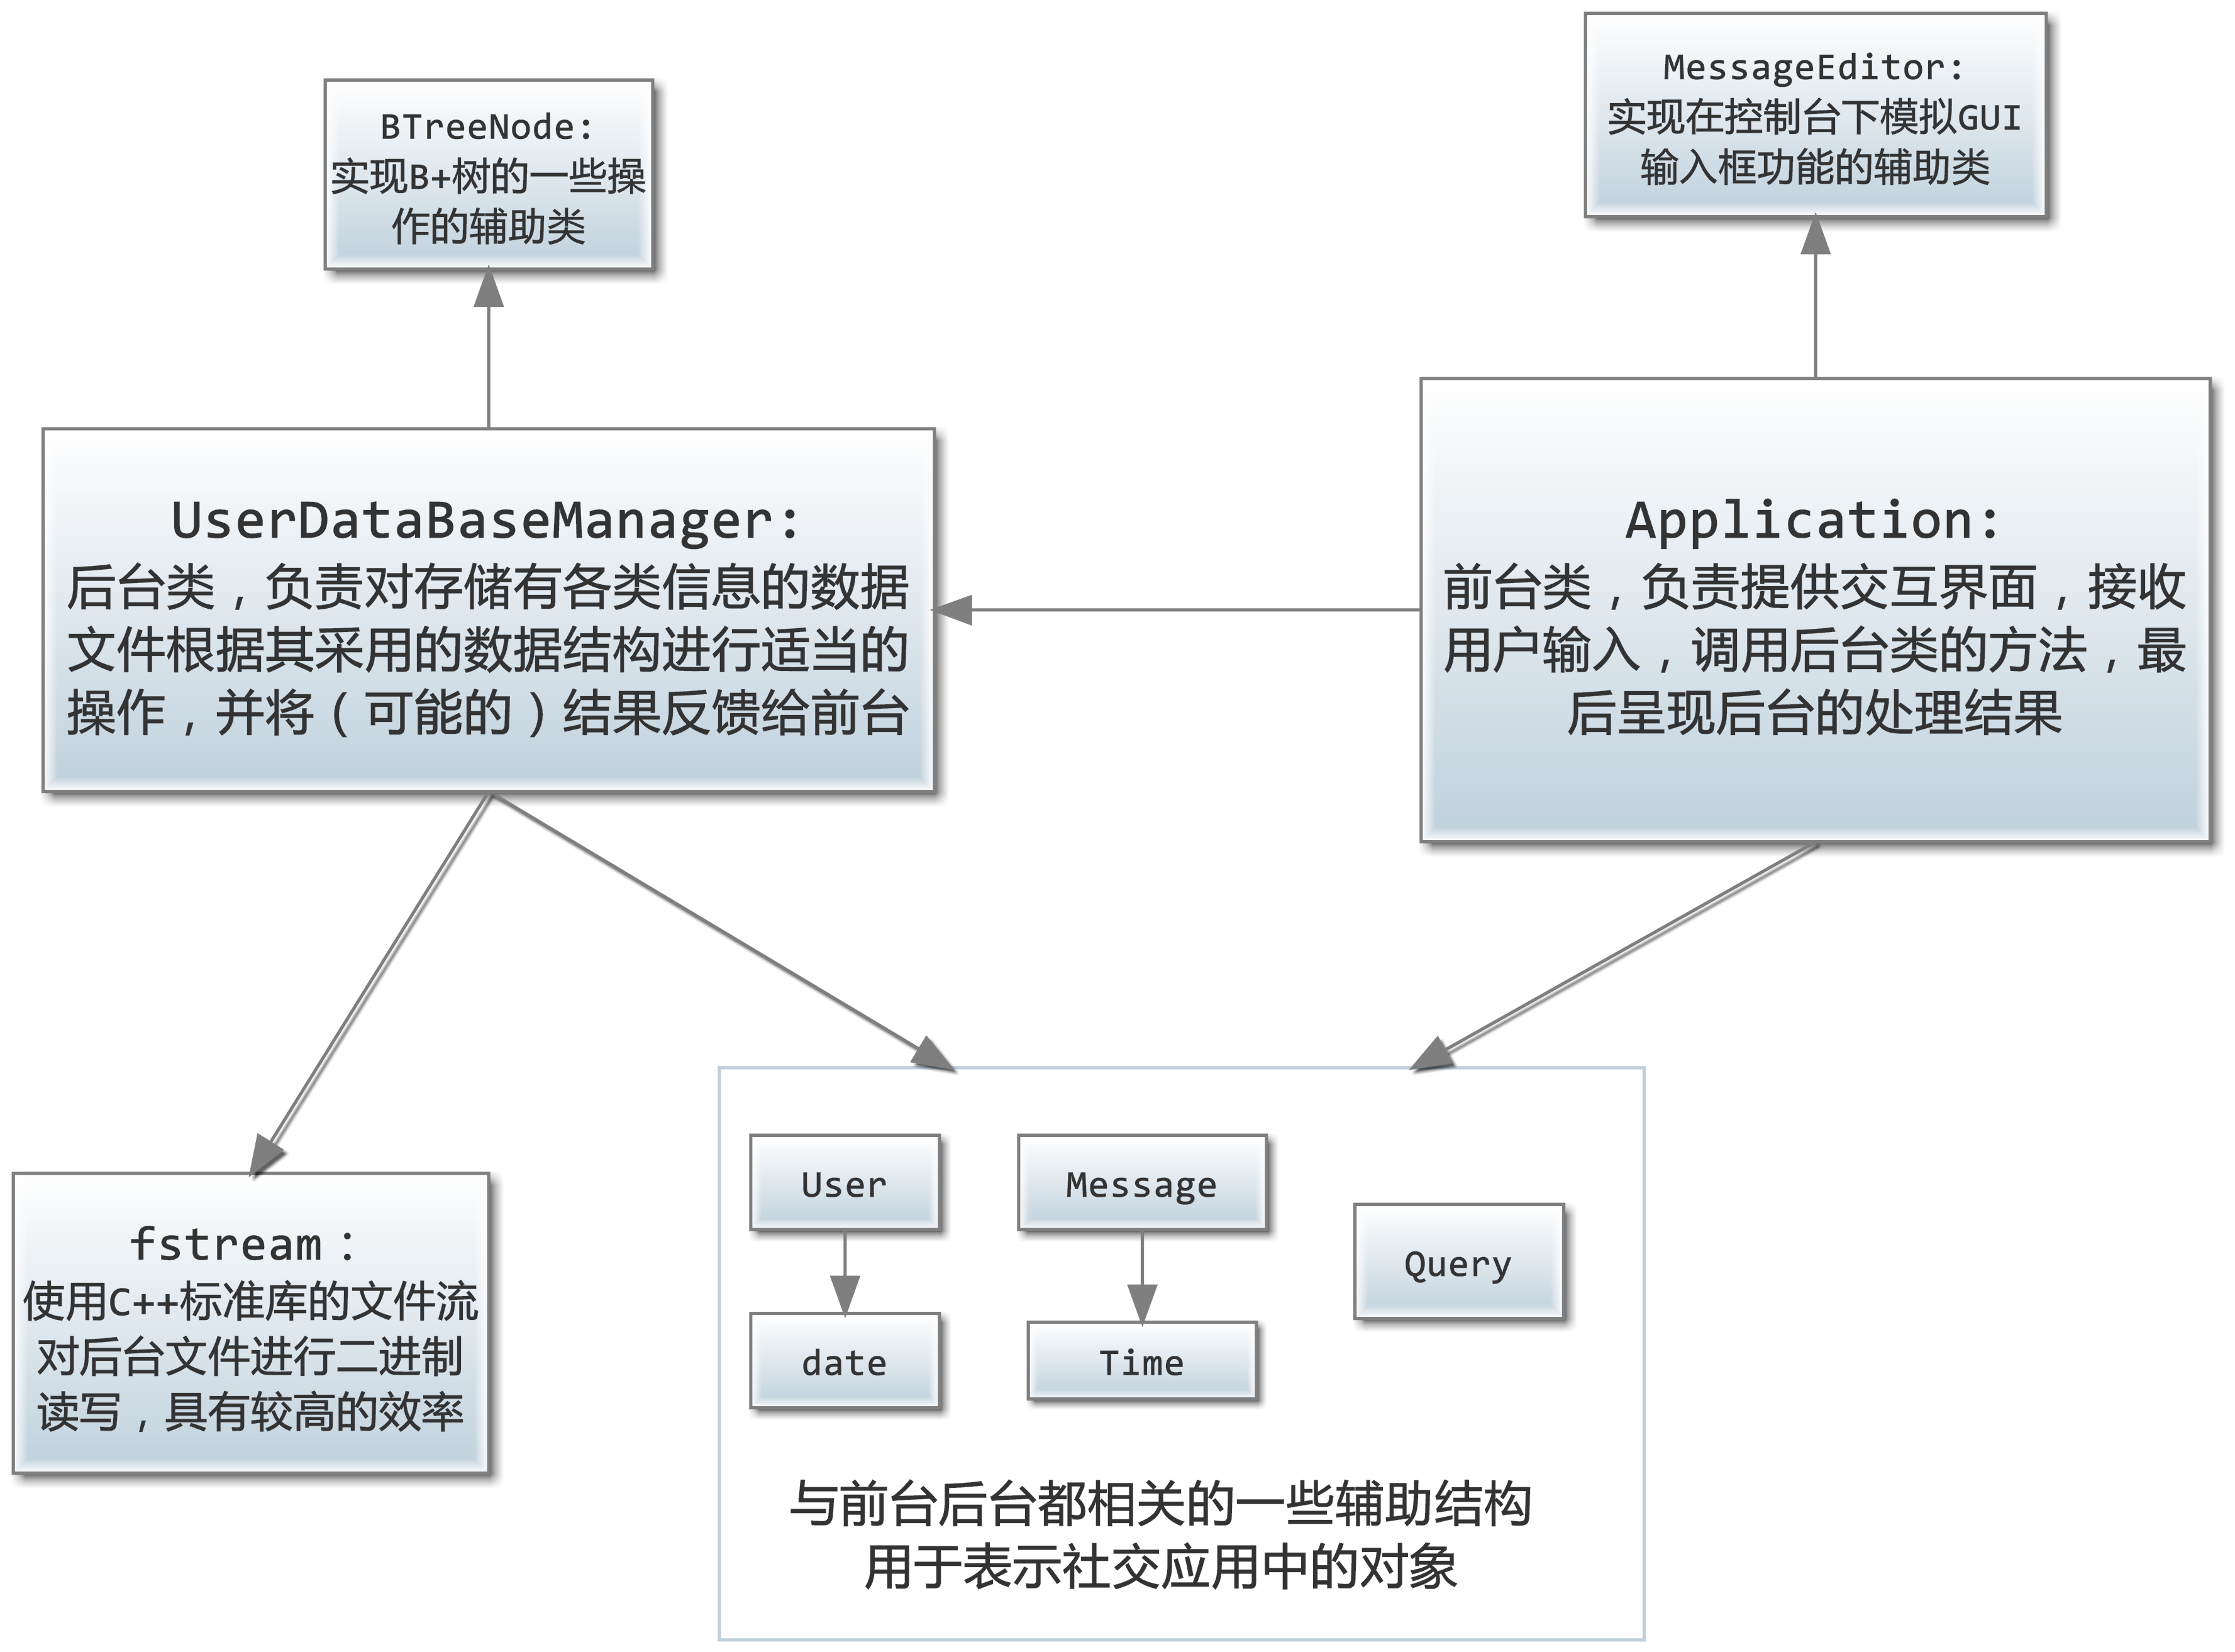 MessageEditor:
实现在控制台下模拟GUI
输入框功能的辅助类
BTreeNode:
实现B+树的一些操
作的辅助类
UserDataBaseManager:
后台类，负责对存储有各类信息的数据
文件根据其采用的数据结构进行适当的
操作，并将（可能的）结果反馈给前台
Application:
前台类，负责提供交互界面，接收
用户输入，调用后台类的方法，最
后呈现后台的处理结果
fstream：
使用C++标准库的文件流
对后台文件进行二进制
读写，具有较高的效率
User
Message
Query
date
Time
与前台后台都相关的一些辅助结构
用于表示社交应用中的对象